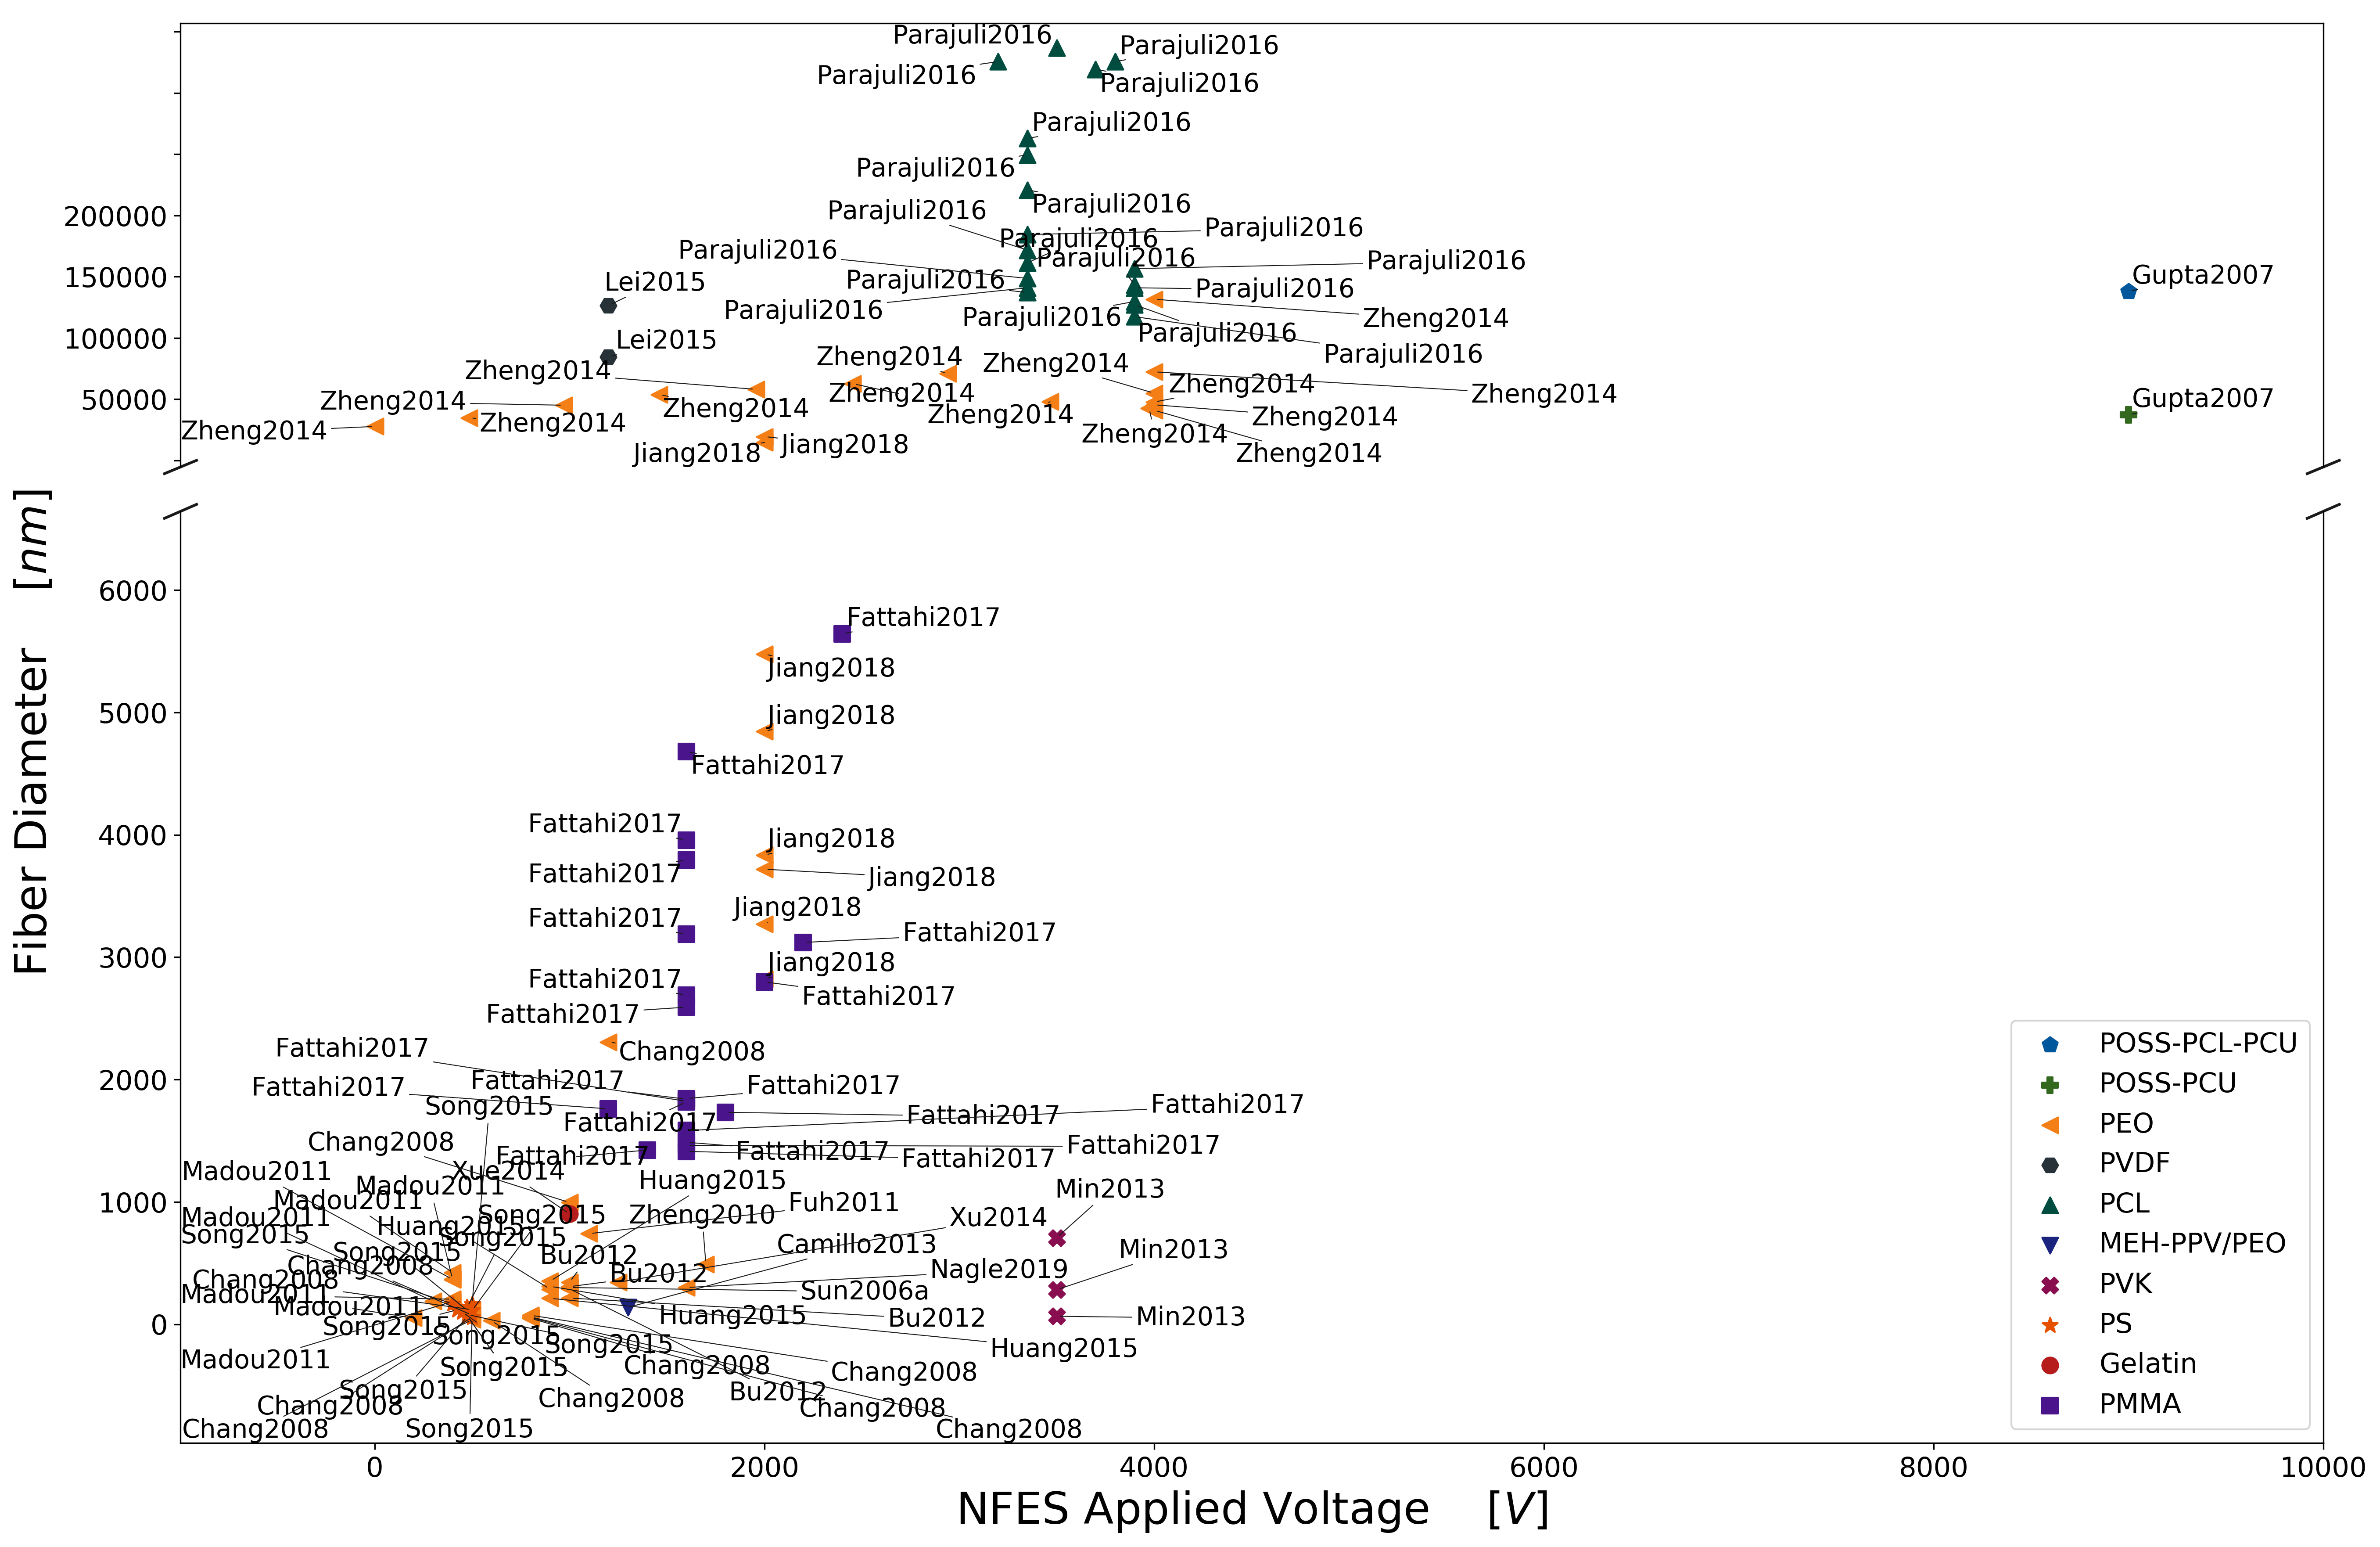 Parajuli2016
Parajuli2016
Parajuli2016
Parajuli2016
Parajuli2016
Parajuli2016
Parajuli2016
Parajuli2016
200000
Parajuli2016
Parajuli2016
Parajuli2016
Parajuli2016
Parajuli2016
150000
Lei2015
Parajuli2016
Parajuli2016
Gupta2007
Parajuli2016
Parajuli2016
Zheng2014
Parajuli2016
100000
Lei2015
Parajuli2016
Zheng2014
Zheng2014
Zheng2014
Zheng2014
Zheng2014
Zheng2014
50000
Zheng2014
Zheng2014
Zheng2014
Zheng2014
Gupta2007
Zheng2014
Zheng2014
Zheng2014
Zheng2014
Jiang2018
Jiang2018
Zheng2014
Fiber Diameter [nm]
6000
Fattahi2017
Jiang2018
5000
Jiang2018
Fattahi2017
4000
Fattahi2017
Jiang2018
Fattahi2017
Jiang2018
Jiang2018
Fattahi2017
Fattahi2017
3000
Jiang2018
Fattahi2017
Fattahi2017
Fattahi2017
Chang2008
Fattahi2017
2000
Fattahi2017
Fattahi2017
Fattahi2017
Song2015
Fattahi2017
Fattahi2017
Fattahi2017
Chang2008
Fattahi2017
Fattahi2017
Fattahi2017
Fattahi2017
Madou2011
Xue2014
Madou2011
Huang2015
Min2013
1000
Madou2011
Madou2011
Song2015
Zheng2010
Fuh2011
Xu2014
Song2015
Huang2015
Song2015
Camillo2013
Min2013
Song2015
Bu2012
Chang2008
Bu2012
Nagle2019
Chang2008
Madou2011
Madou2011
Sun2006a
0
Song2015
Song2015
Huang2015
Bu2012
Min2013
Song2015
Huang2015
Madou2011
Song2015
Chang2008
Chang2008
Song2015
Chang2008
Bu2012
Chang2008
Chang2008
Chang2008
Song2015
Chang2008
POSS-PCL-PCU
POSS-PCU
PEO
PVDF
PCL
MEH-PPV/PEO
PVK
PS
Gelatin
PMMA
0
2000
4000
6000
8000
10000
NFES Applied Voltage [V]